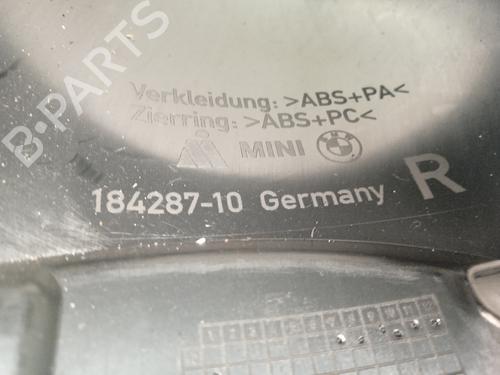 B-PARTS
Verkleidung: >ABS+PA<
Zierring: >ABS+PC<
MINI
184287-10 Germany
R